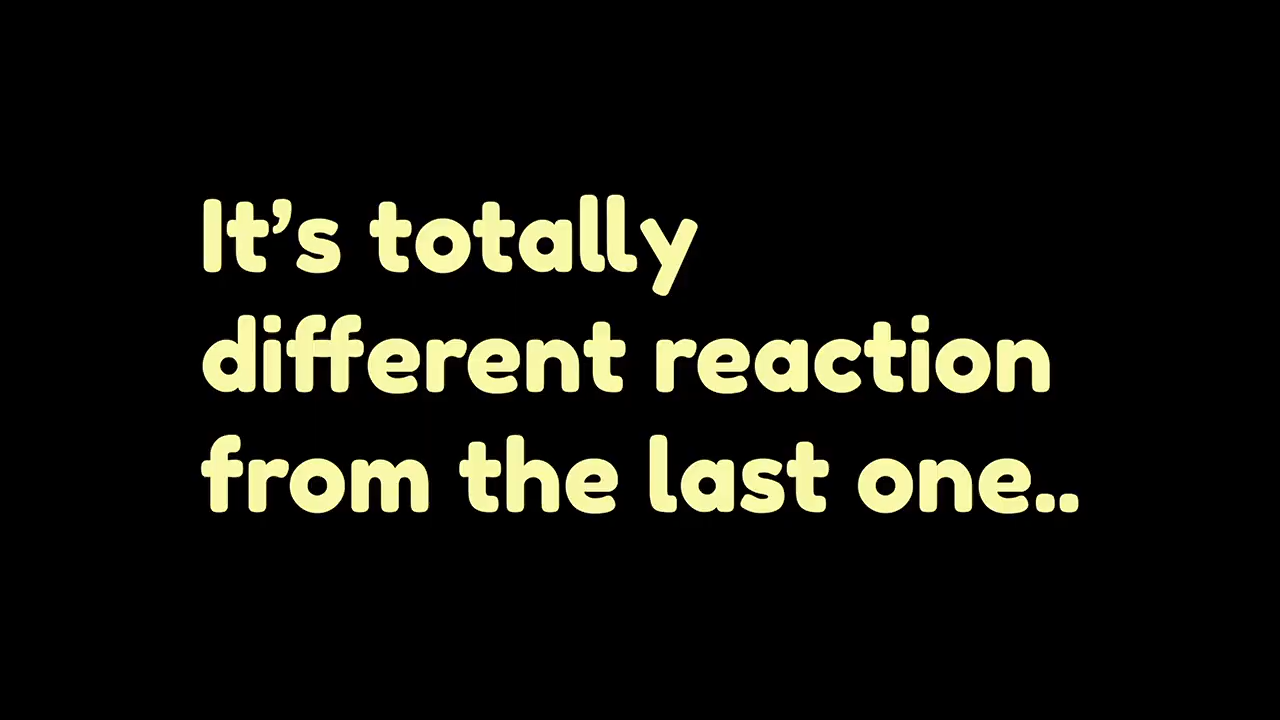 It’s totally
different reaction
from the last one..